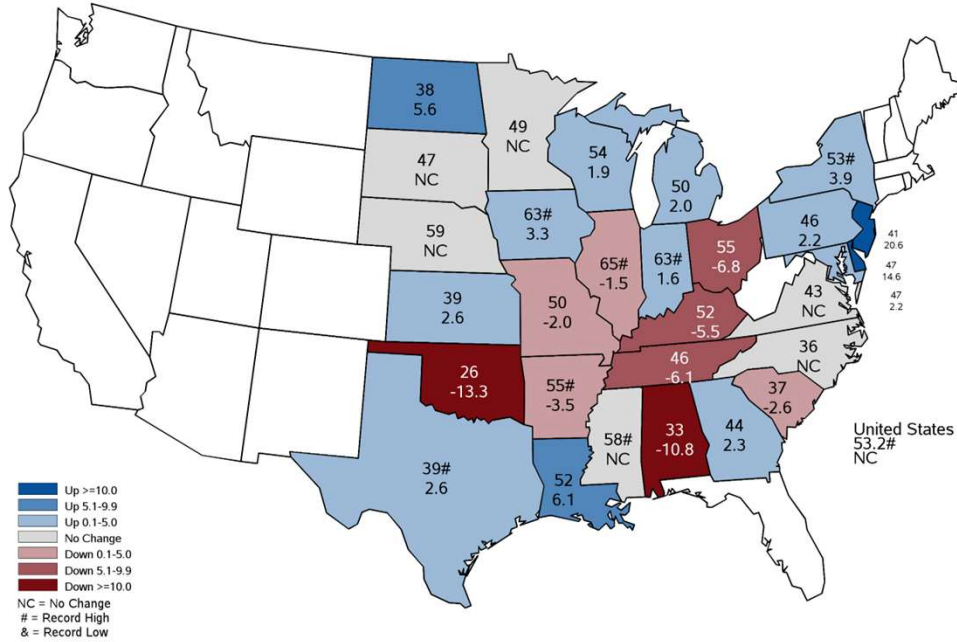 38
5.6
49
NC
47
NC
54
1.9
50
2.0
53#
3.9
59
NC
63#
3.3
46
2.2
41
20.6
47
14.6
47
2.2
65#
-1.5
63#
1.6
55
-6.8
39
2.6
50
-2.0
52
-5.5
43
NC
36
NC
46
-6.1
26
-13.3
55#
-3.5
37
-2.6
58#
NC
33
-10.8
44
2.3
39#
2.6
52
6.1
United States
53.2#
NC
Up >=10.0
Up 5.1-9.9
Up 0.1-5.0
No Change
Down 0.1-5.0
Down 5.1-9.9
Down >=10.0
NC = No Change
# = Record High
& = Record Low